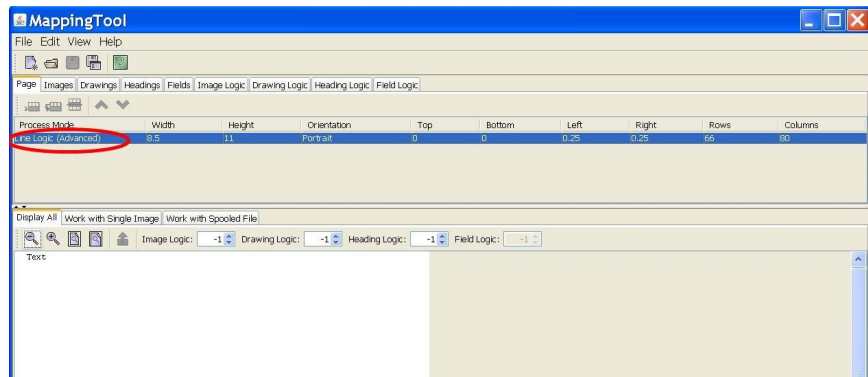 MappingTool
File Edit View Help
Page Images Drawings Headings Fields Image Logic Drawing Logic Heading Logic Field Logic
Process Mode Width Height Orientation Top Bottom Left Right Rows Columns
Line Logic (Advanced) 8.5 11 Portrait 0 0 0.25 0.25 66 80
Display All Work with Single Image Work with Spooled File
Image Logic: -1 Drawing Logic: -1 Heading Logic: -1 Field Logic: -1
Text